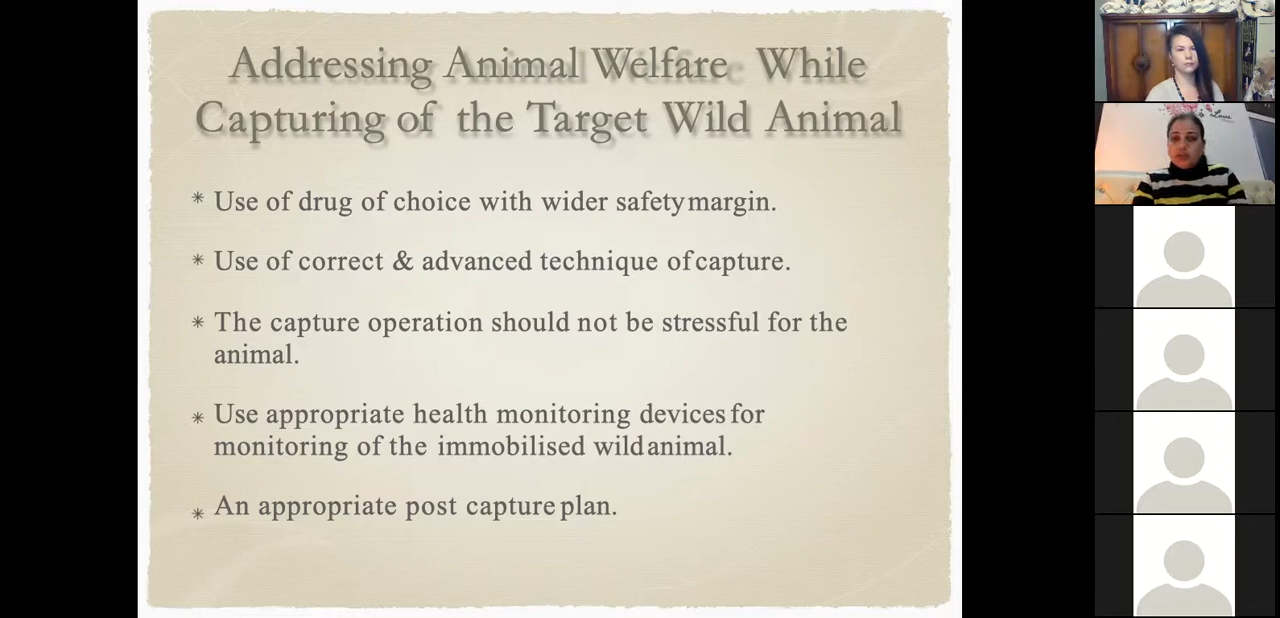 Addressing Animal Welfare While
Capturing of the Target Wild Animal
* Use of drug of choice with wider safety margin.
* Use of correct & advanced technique of capture.
* The capture operation should not be stressful for the
animal.
* Use appropriate health monitoring devices for
monitoring of the immobilised wild animal.
* An appropriate post capture plan.